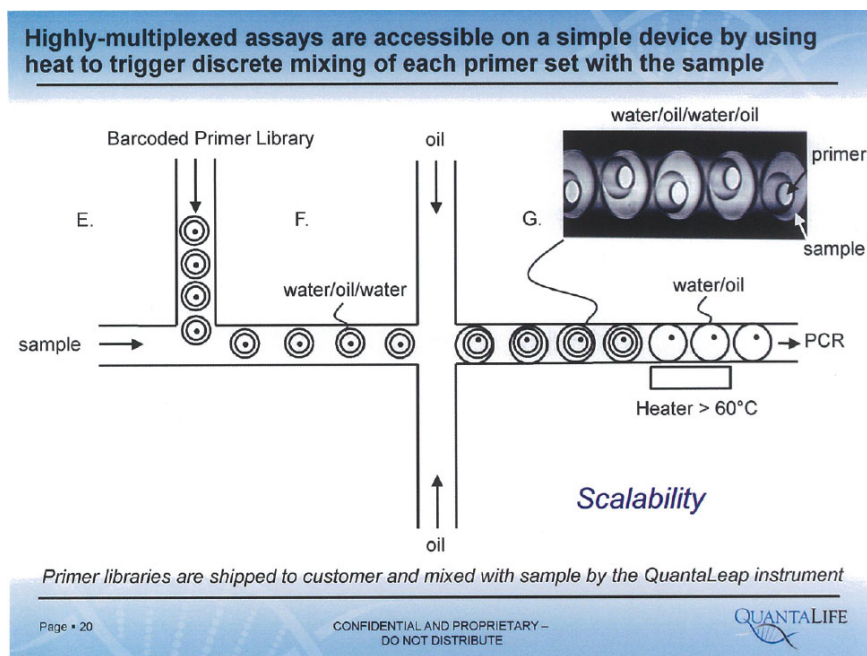 Highly-multiplexed assays are accessible on a simple device by using
heat to trigger discrete mixing of each primer set with the sample
water/oil/water/oil
Barcoded Primer Library
oil
primer
E.
F.
G.
sample
water/oil/water
water/oil
sample
PCR
Heater > 60°C
Scalability
oil
Primer libraries are shipped to customer and mixed with sample by the QuantaLeap instrument
Page ▪ 20
CONFIDENTIAL AND PROPRIETARY –
DO NOT DISTRIBUTE
QUANTALIFE